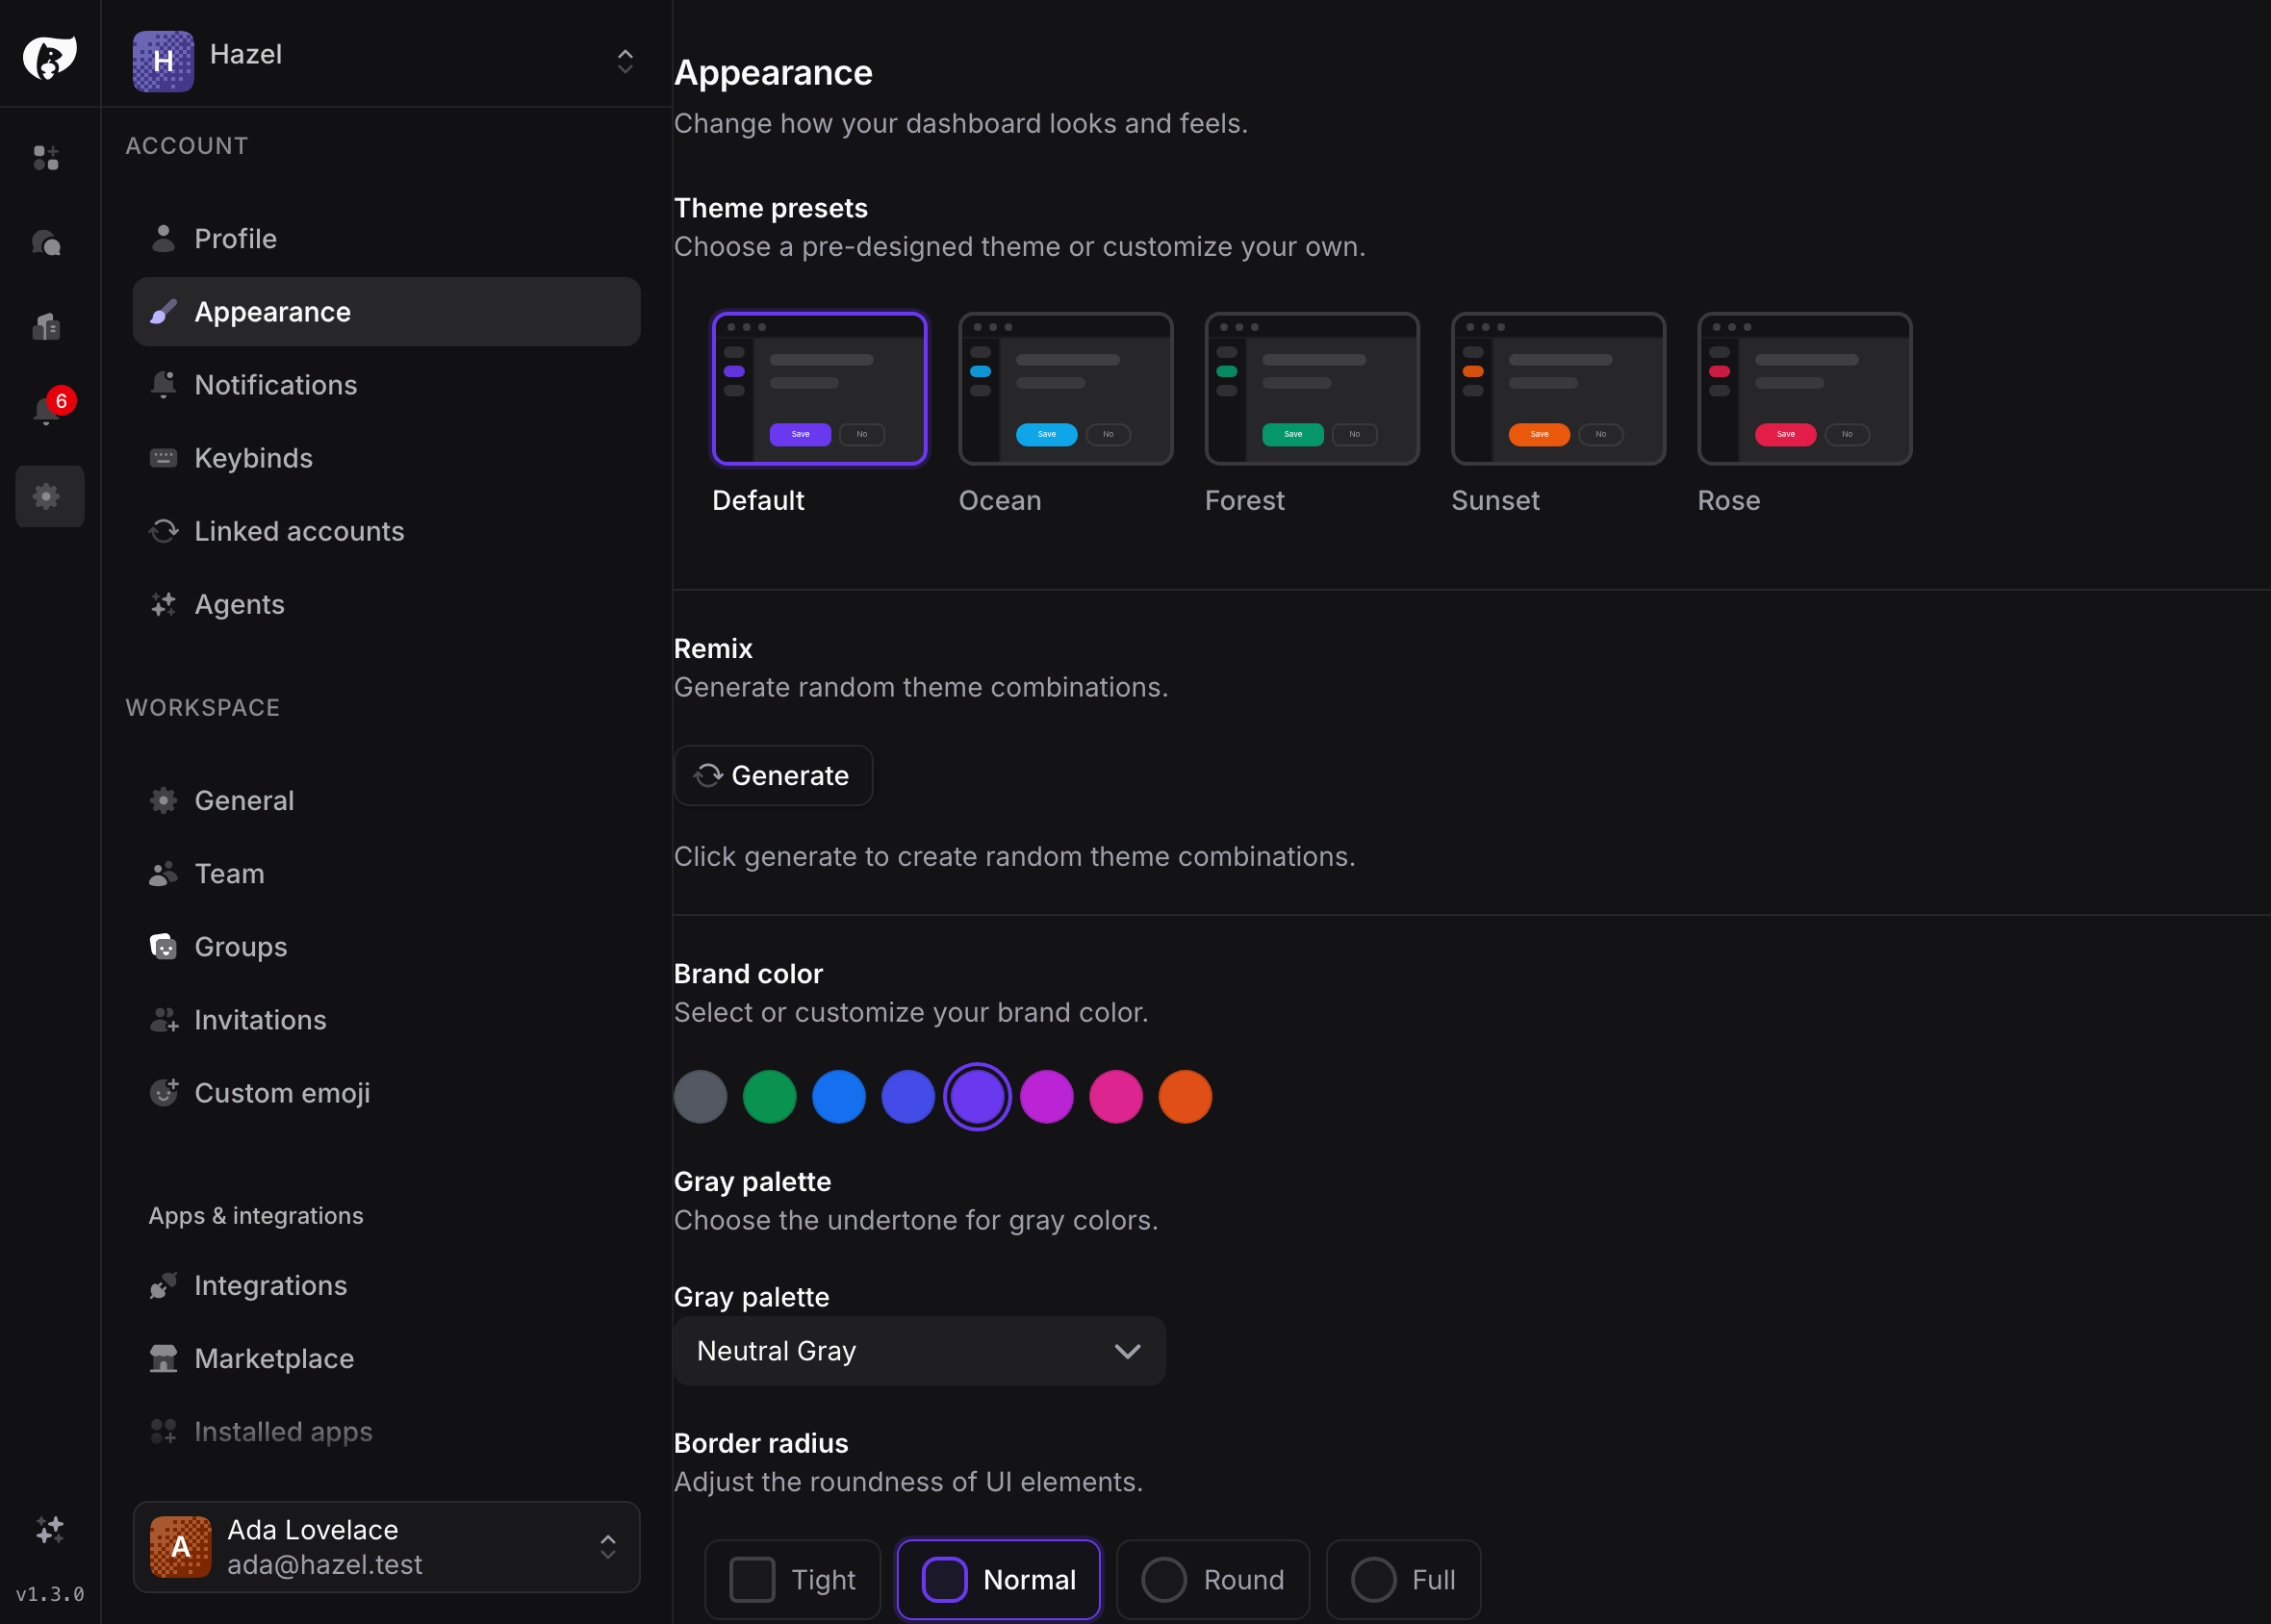 H
Hazel
ACCOUNT
Profile
Appearance
Notifications
6
Keybinds
Linked accounts
Agents
WORKSPACE
General
Team
Groups
Invitations
Custom emoji
Apps & integrations
Integrations
Marketplace
Installed apps
A
Ada Lovelace
ada@hazel.test
v1.3.0
Appearance
Change how your dashboard looks and feels.
Theme presets
Choose a pre-designed theme or customize your own.
Save No
Save No
Save No
Save No
Save No
Default
Ocean
Forest
Sunset
Rose
Remix
Generate random theme combinations.
Generate
Click generate to create random theme combinations.
Brand color
Select or customize your brand color.
Gray palette
Choose the undertone for gray colors.
Gray palette
Neutral Gray
Border radius
Adjust the roundness of UI elements.
Tight
Normal
Round
Full